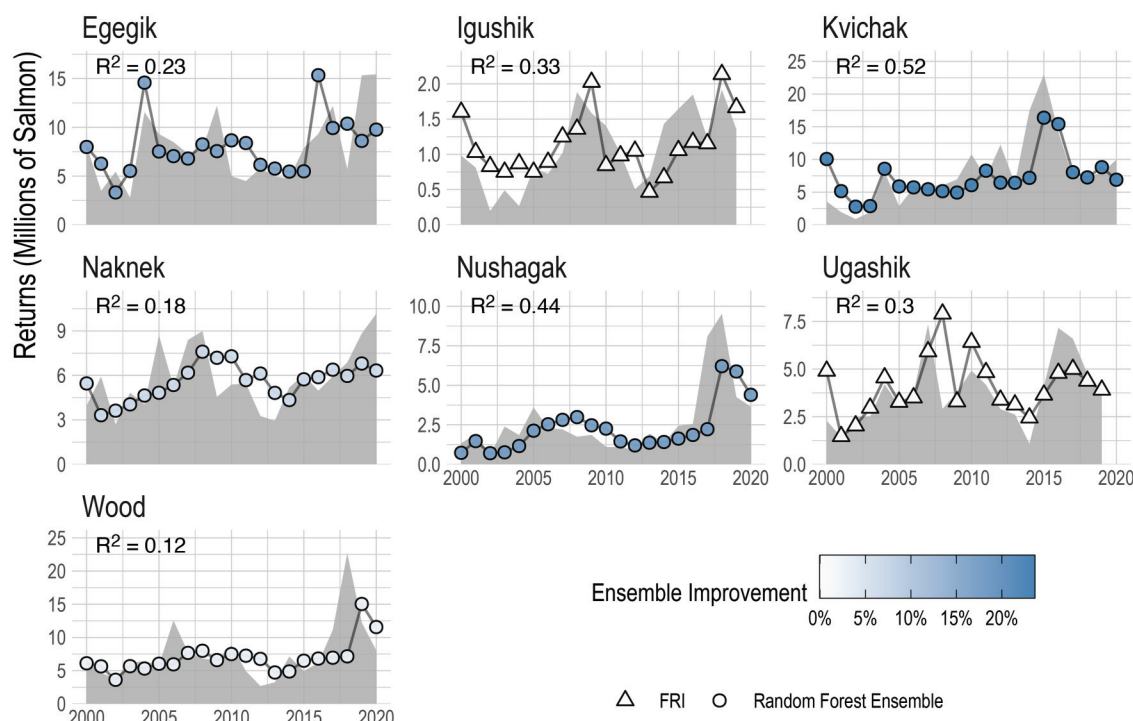 Returns (Millions of Salmon)
Egegik
R² = 0.23
15
10
5
0
Igushik
R² = 0.33
2.0
1.5
1.0
0.5
0.0
Kvichak
R² = 0.52
25
20
15
10
5
0
Naknek
R² = 0.18
9
6
3
0
Nushagak
R² = 0.44
10.0
7.5
5.0
2.5
0.0
2000 2005 2010 2015 2020
Ugashik
R² = 0.3
7.5
5.0
2.5
0.0
2000 2005 2010 2015 2020
Wood
R² = 0.12
25
20
15
10
5
0
2000 2005 2010 2015 2020
Ensemble Improvement
0% 5% 10% 15% 20%
FRI Random Forest Ensemble